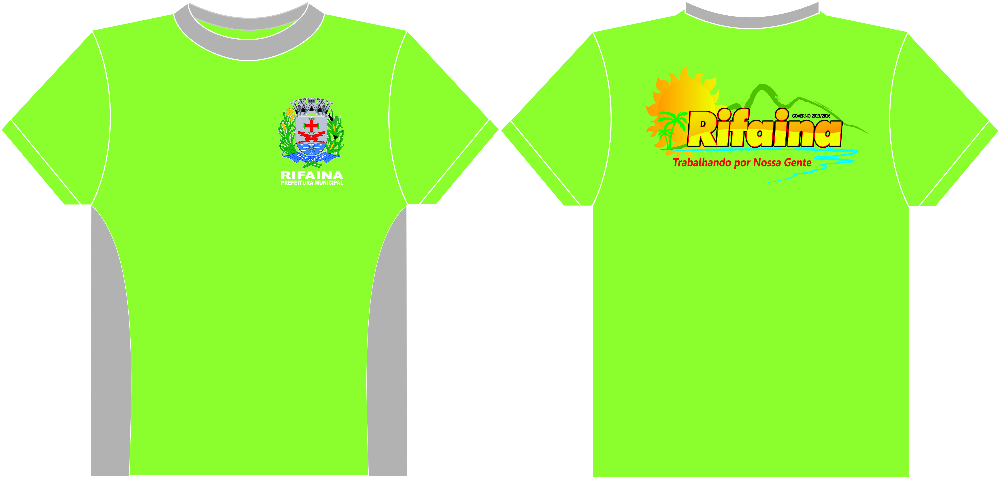 RIFAINA
RIFAINA
PREFEITURA MUNICIPAL
GOVERNO 2013/2016
Rifaina
Trabalhando por Nossa Gente